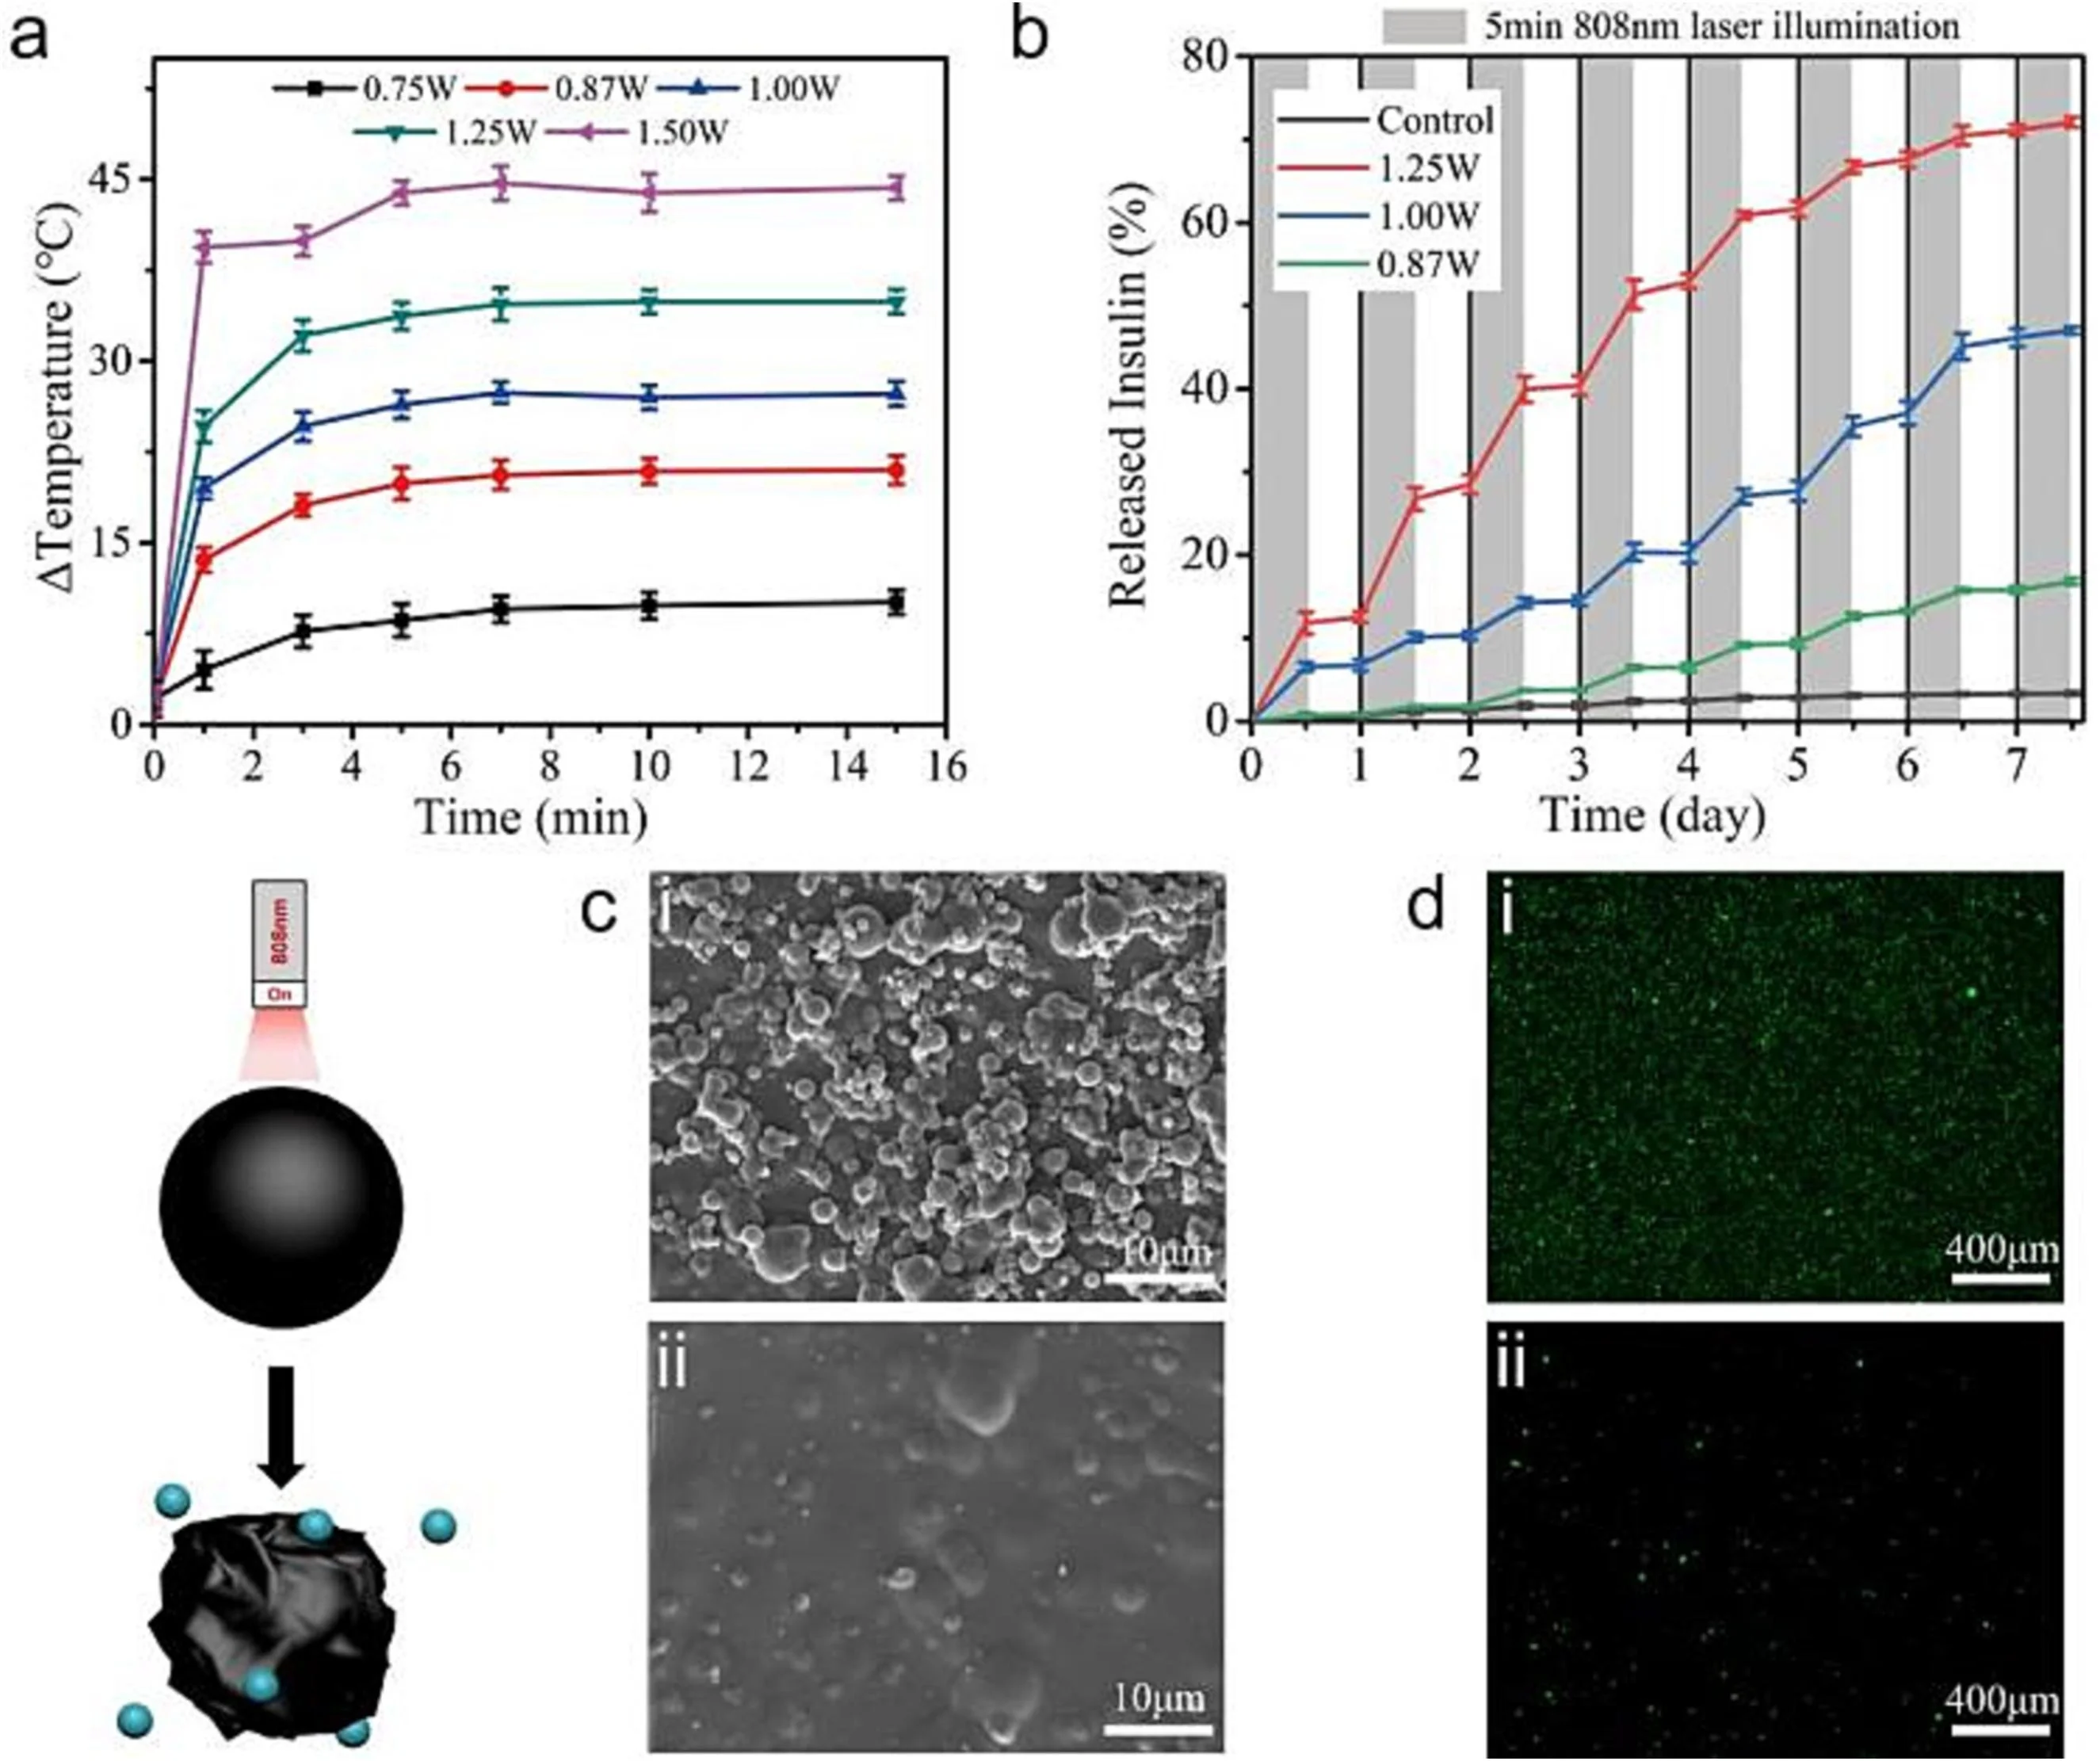 a
0.75W 0.87W 1.00W
1.25W 1.50W
45
30
15
0
ΔTemperature (°C)
0 2 4 6 8 10 12 14 16
Time (min)
b
5min 808nm laser illumination
Control
1.25W
1.00W
0.87W
80
60
40
20
0
Released Insulin (%)
0 1 2 3 4 5 6 7
Time (day)
808nm
On
c
i
10μm
ii
10μm
d
i
400μm
ii
400μm